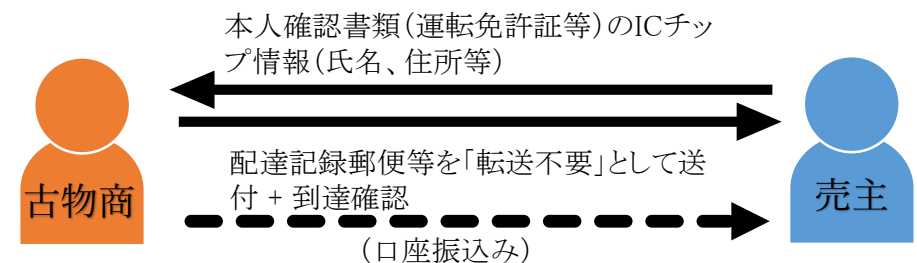 本人確認書類（運転免許証等）のICチッ
プ情報（氏名、住所等）
配達記録郵便等を「転送不要」として送
付 + 到達確認
古物商
売主
（口座振込み）